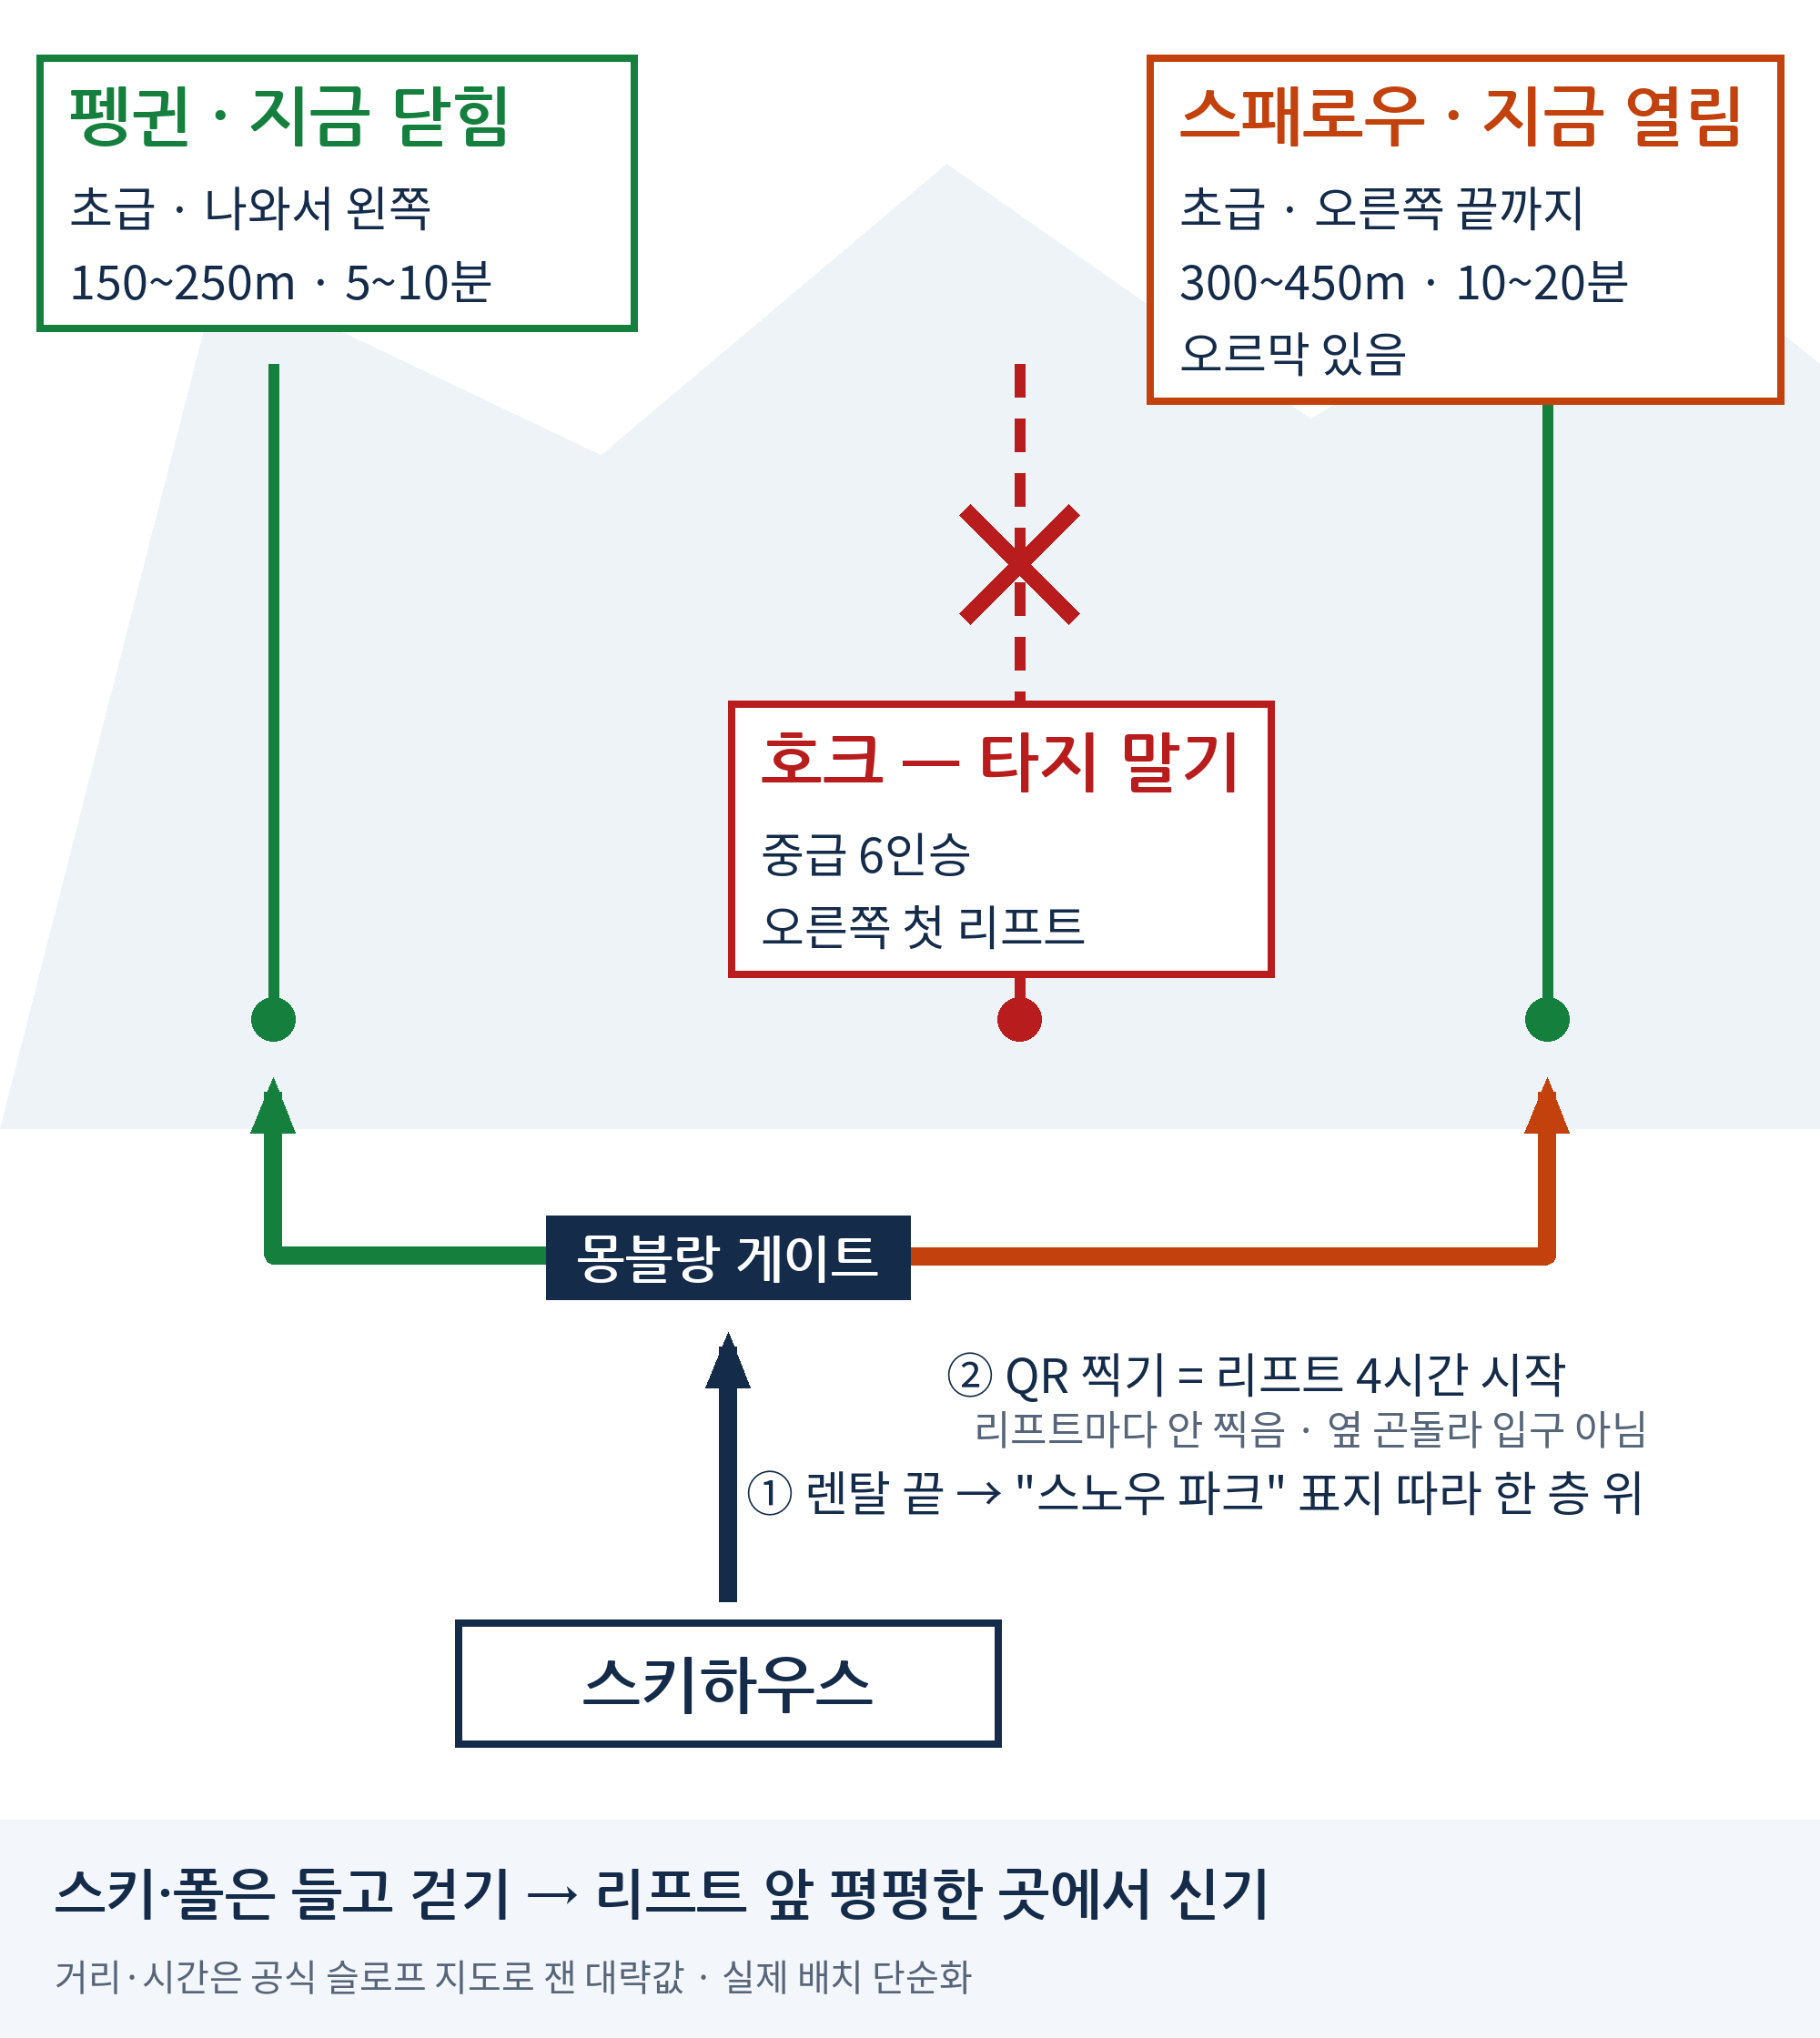 펭귄 · 지금 닫힘
초급 · 나와서 왼쪽
150~250m · 5~10분
스패로우 · 지금 열림
초급 · 오른쪽 끝까지
300~450m · 10~20분
오르막 있음
호크 — 타지 말기
중급 6인승
오른쪽 첫 리프트
몽블랑 게이트
② QR 찍기 = 리프트 4시간 시작
리프트마다 안 찍음 · 옆 곤돌라 입구 아님
① 렌탈 끝 → "스노우 파크" 표지 따라 한 층 위
스키하우스
스키·폴은 들고 걷기 → 리프트 앞 평평한 곳에서 신기
거리·시간은 공식 슬로프 지도로 잰 대략값 · 실제 배치 단순화